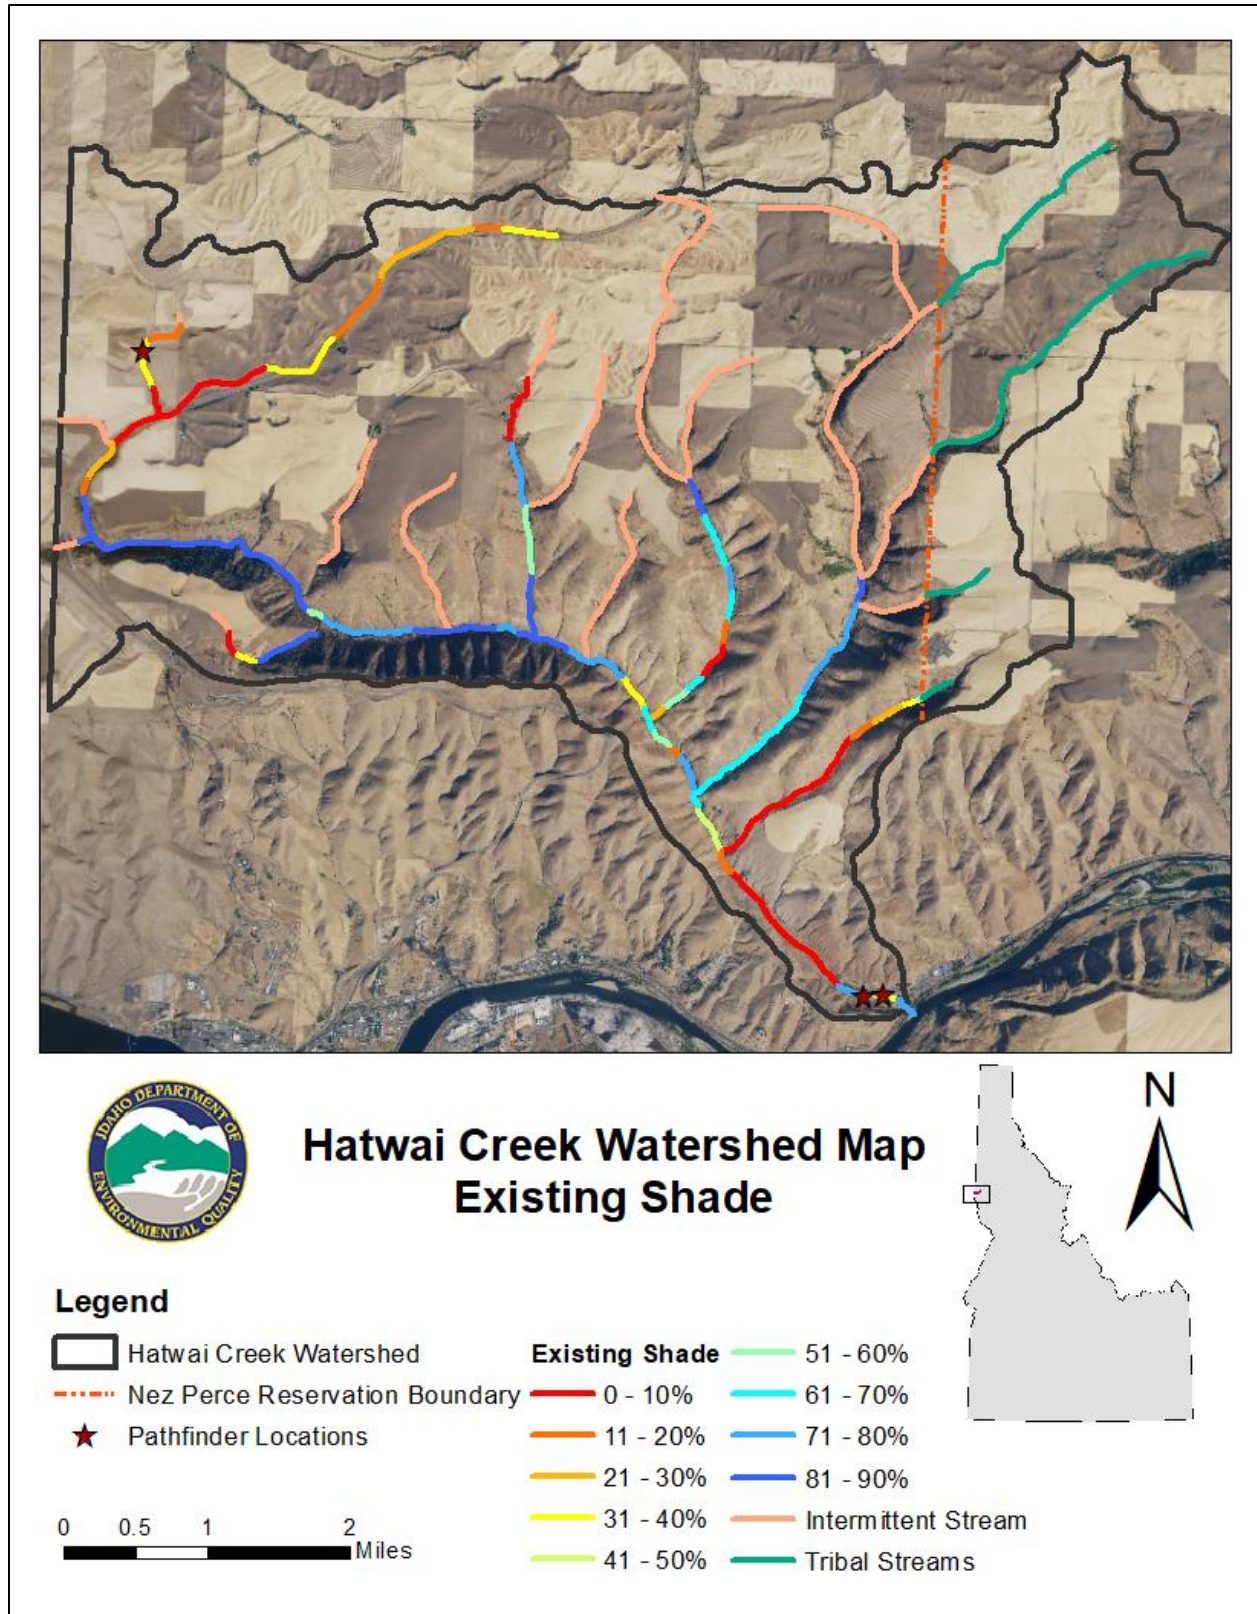 IDAHO DEPARTMENT OF
ENVIRONMENTAL QUALITY
Hatwai Creek Watershed Map
Existing Shade
N
Legend
Hatwai Creek Watershed
Nez Perce Reservation Boundary
Pathfinder Locations
0 0.5 1 2
Miles
Existing Shade
0 - 10%
11 - 20%
21 - 30%
31 - 40%
41 - 50%
51 - 60%
61 - 70%
71 - 80%
81 - 90%
Intermittent Stream
Tribal Streams